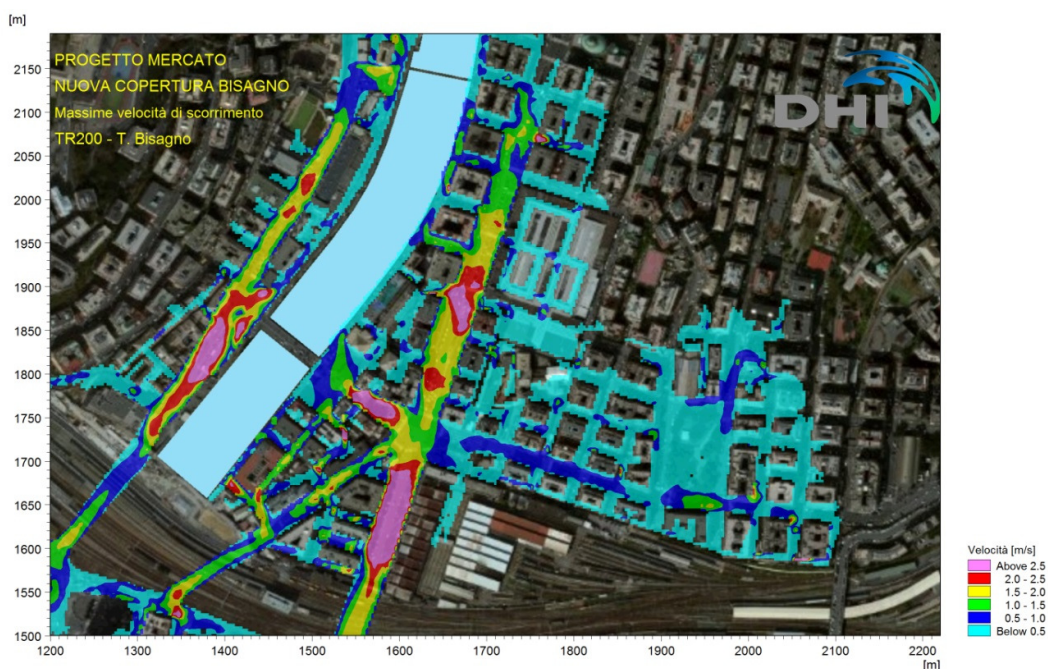 [m]
2150
2100
2050
2000
1950
1900
1850
1800
1750
1700
1650
1600
1550
1500
PROGETTO MERCATO
NUOVA COPERTURA BISAGNO
Massime velocità di scorrimento
TR200 - T. Bisagno
DHI
Velocità [m/s]
Above 2.5
2.0 - 2.5
1.5 - 2.0
1.0 - 1.5
0.5 - 1.0
Below 0.5
1200 1300 1400 1500 1600 1700 1800 1900 2000 2100 2200
[m]